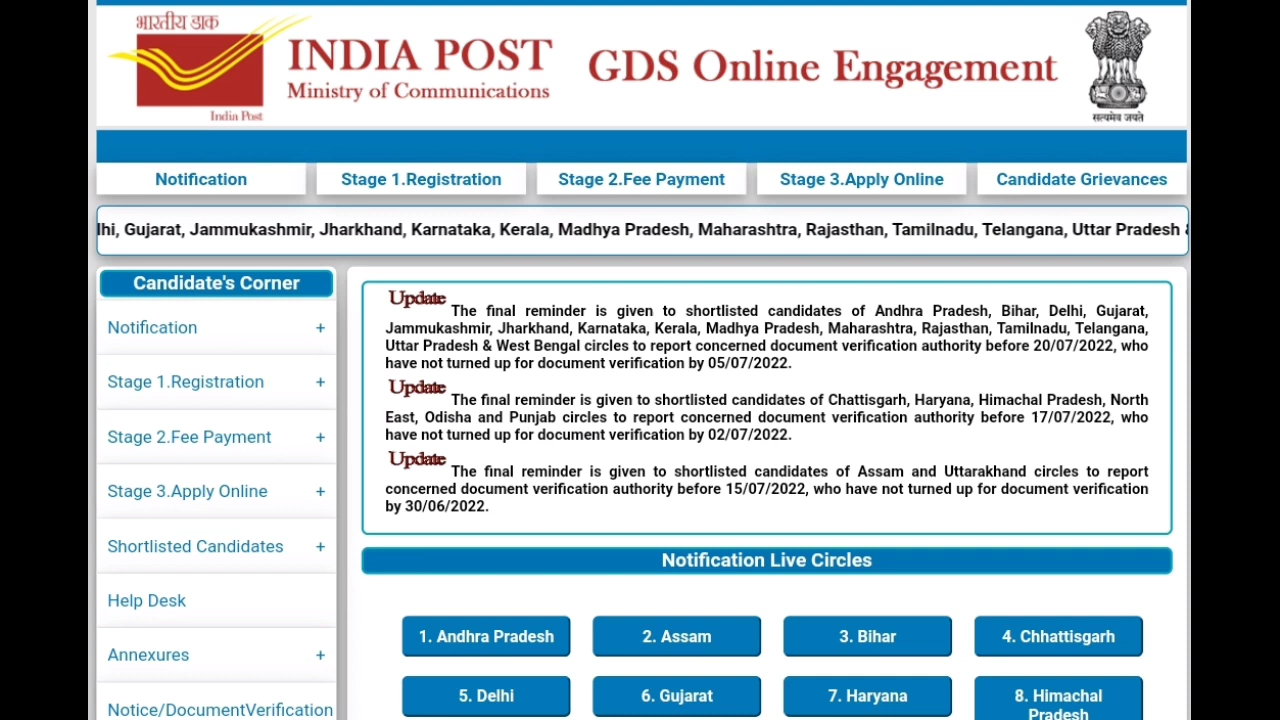 भारतीय डाक
INDIA POST
Ministry of Communications
India Post
GDS Online Engagement
सत्यमेव जयते
Notification
Stage 1.Registration
Stage 2.Fee Payment
Stage 3.Apply Online
Candidate Grievances
lhi, Gujarat, Jammukashmir, Jharkhand, Karnataka, Kerala, Madhya Pradesh, Maharashtra, Rajasthan, Tamilnadu, Telangana, Uttar Pradesh &
Candidate's Corner
Notification +
Stage 1.Registration +
Stage 2.Fee Payment +
Stage 3.Apply Online +
Shortlisted Candidates +
Help Desk
Annexures +
Notice/DocumentVerification
Update The final reminder is given to shortlisted candidates of Andhra Pradesh, Bihar, Delhi, Gujarat,
Jammukashmir, Jharkhand, Karnataka, Kerala, Madhya Pradesh, Maharashtra, Rajasthan, Tamilnadu, Telangana,
Uttar Pradesh & West Bengal circles to report concerned document verification authority before 20/07/2022, who
have not turned up for document verification by 05/07/2022.
Update The final reminder is given to shortlisted candidates of Chattisgarh, Haryana, Himachal Pradesh, North
East, Odisha and Punjab circles to report concerned document verification authority before 17/07/2022, who
have not turned up for document verification by 02/07/2022.
Update The final reminder is given to shortlisted candidates of Assam and Uttarakhand circles to report
concerned document verification authority before 15/07/2022, who have not turned up for document verification
by 30/06/2022.
Notification Live Circles
1. Andhra Pradesh
2. Assam
3. Bihar
4. Chhattisgarh
5. Delhi
6. Gujarat
7. Haryana
8. Himachal
Pradesh